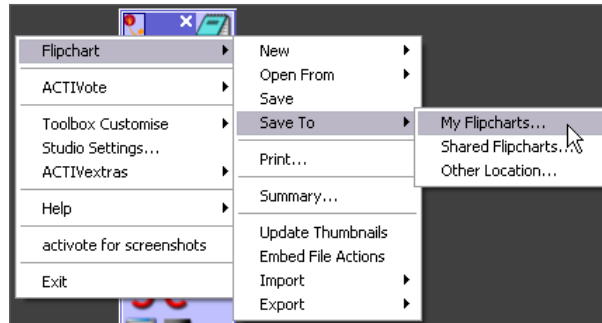 Flipchart
ACTIVote
Toolbox Customise
Studio Settings...
ACTIVextras
Help
activote for screenshots
Exit
New
Open From
Save
Save To
Print...
Summary...
Update Thumbnails
Embed File Actions
Import
Export
My Flipcharts...
Shared Flipcharts...
Other Location...